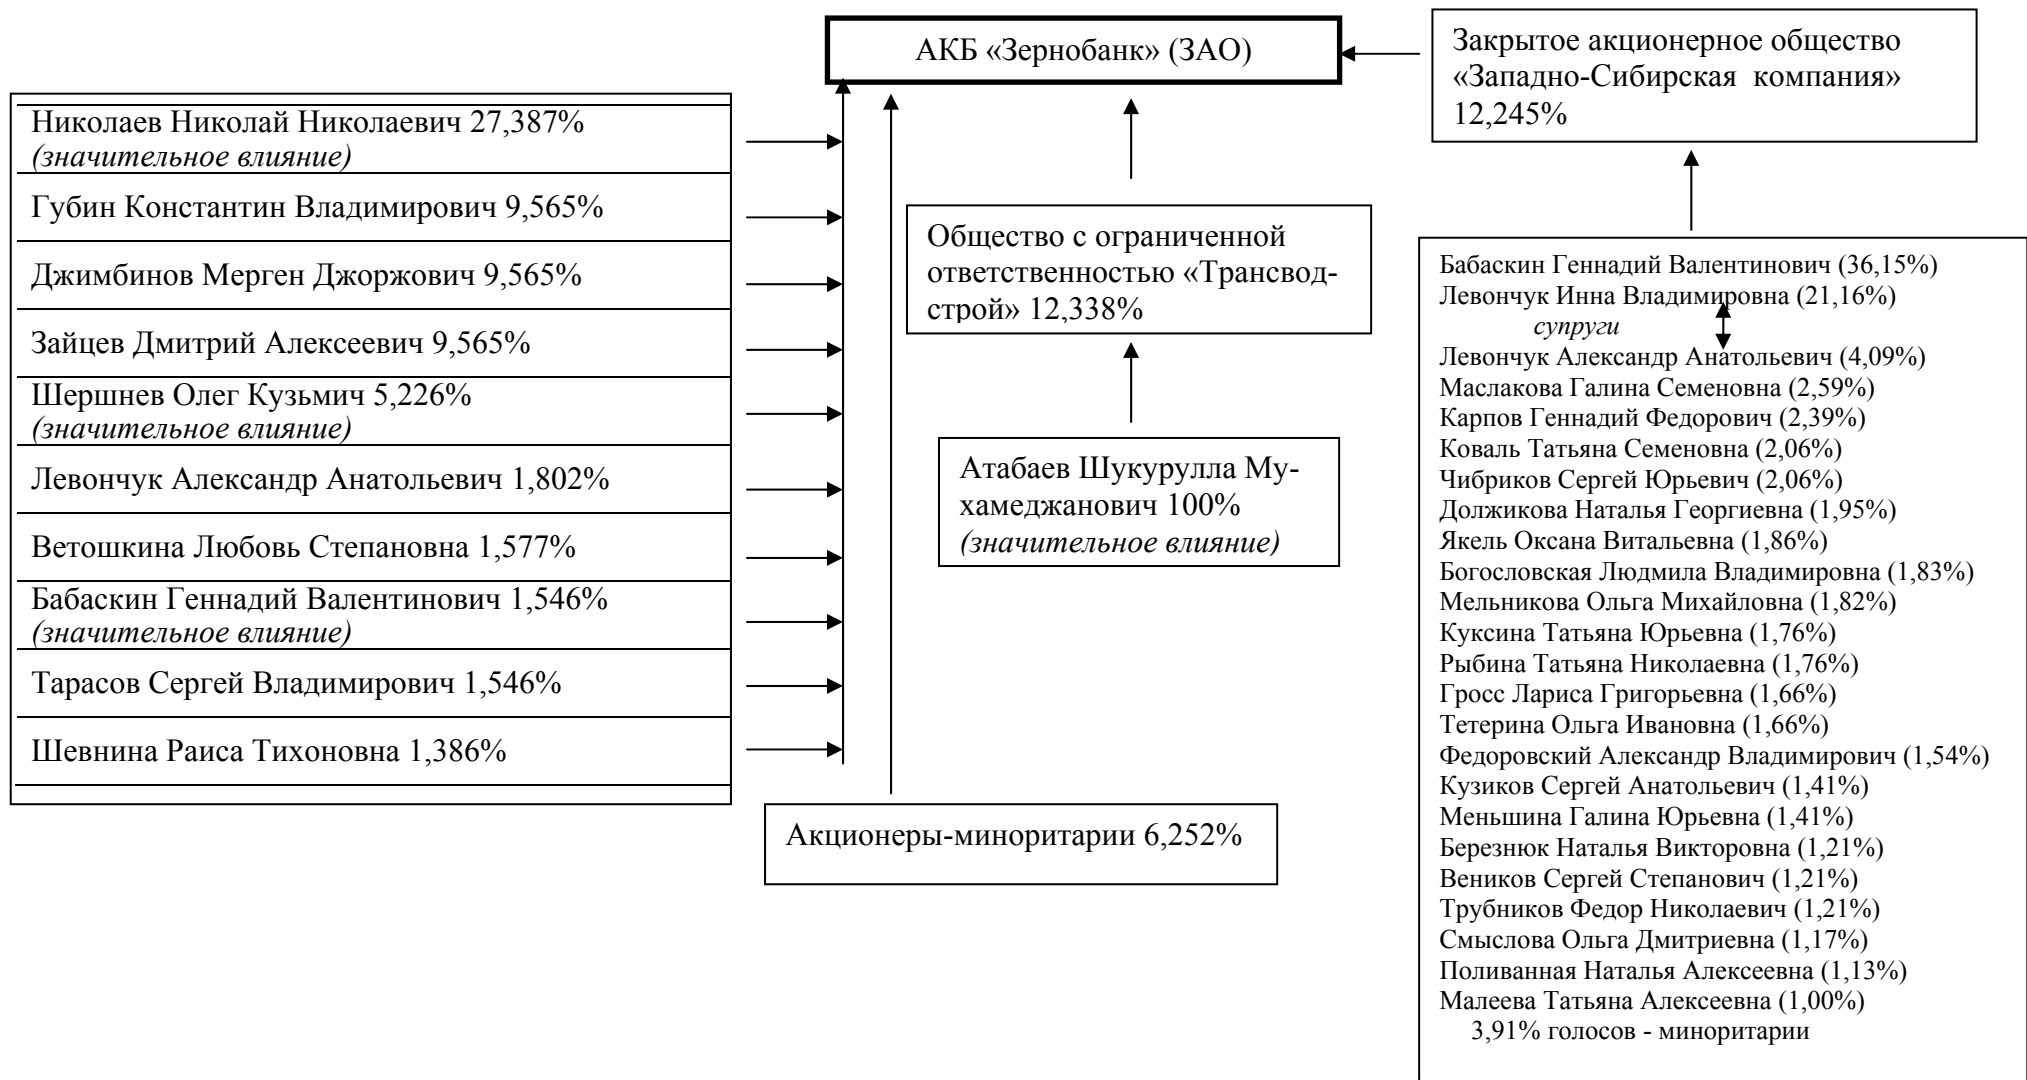 АКБ «Зернобанк» (ЗАО)
Закрытое акционерное общество
«Западно-Сибирская компания»
12,245%
Николаев Николай Николаевич 27,387%
(значительное влияние)
Губин Константин Владимирович 9,565%
Джимбинов Мерген Джоржович 9,565%
Зайцев Дмитрий Алексеевич 9,565%
Шершнев Олег Кузьмич 5,226%
(значительное влияние)
Левончук Александр Анатольевич 1,802%
Ветошкина Любовь Степановна 1,577%
Бабаскин Геннадий Валентинович 1,546%
(значительное влияние)
Тарасов Сергей Владимирович 1,546%
Шевнина Раиса Тихоновна 1,386%
Общество с ограниченной
ответственностью «Трансвод-
строй» 12,338%
Атабаев Шукурулла Му-
хамеджанович 100%
(значительное влияние)
Акционеры-миноритарии 6,252%
Бабаскин Геннадий Валентинович (36,15%)
Левончук Инна Владимировна (21,16%)
супруги
Левончук Александр Анатольевич (4,09%)
Маслакова Галина Семеновна (2,59%)
Карпов Геннадий Федорович (2,39%)
Коваль Татьяна Семеновна (2,06%)
Чибриков Сергей Юрьевич (2,06%)
Должикова Наталья Георгиевна (1,95%)
Якель Оксана Витальевна (1,86%)
Богословская Людмила Владимировна (1,83%)
Мельникова Ольга Михайловна (1,82%)
Куксина Татьяна Юрьевна (1,76%)
Рыбина Татьяна Николаевна (1,76%)
Гросс Лариса Григорьевна (1,66%)
Тетерина Ольга Ивановна (1,66%)
Федоровский Александр Владимирович (1,54%)
Кузиков Сергей Анатольевич (1,41%)
Меньшина Галина Юрьевна (1,41%)
Березнюк Наталья Викторовна (1,21%)
Веников Сергей Степанович (1,21%)
Трубников Федор Николаевич (1,21%)
Смыслова Ольга Дмитриевна (1,17%)
Поливанная Наталья Алексеевна (1,13%)
Малеева Татьяна Алексеевна (1,00%)
3,91% голосов - миноритарии